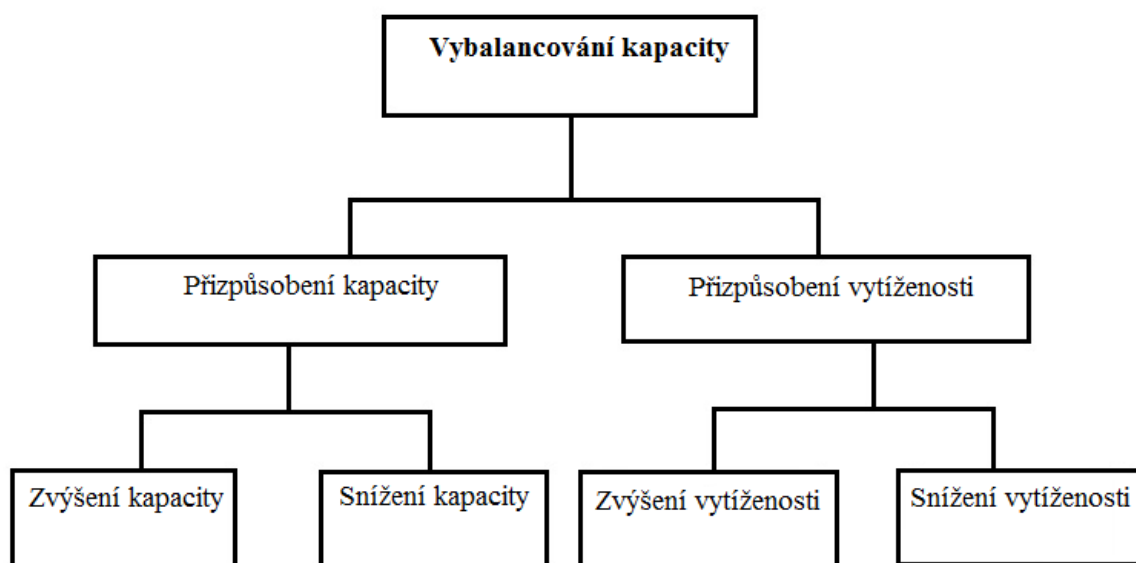 Vybalancování kapacity
Přizpůsobení kapacity
Přizpůsobení vytíženosti
Zvýšení kapacity
Snížení kapacity
Zvýšení vytíženosti
Snížení vytíženosti